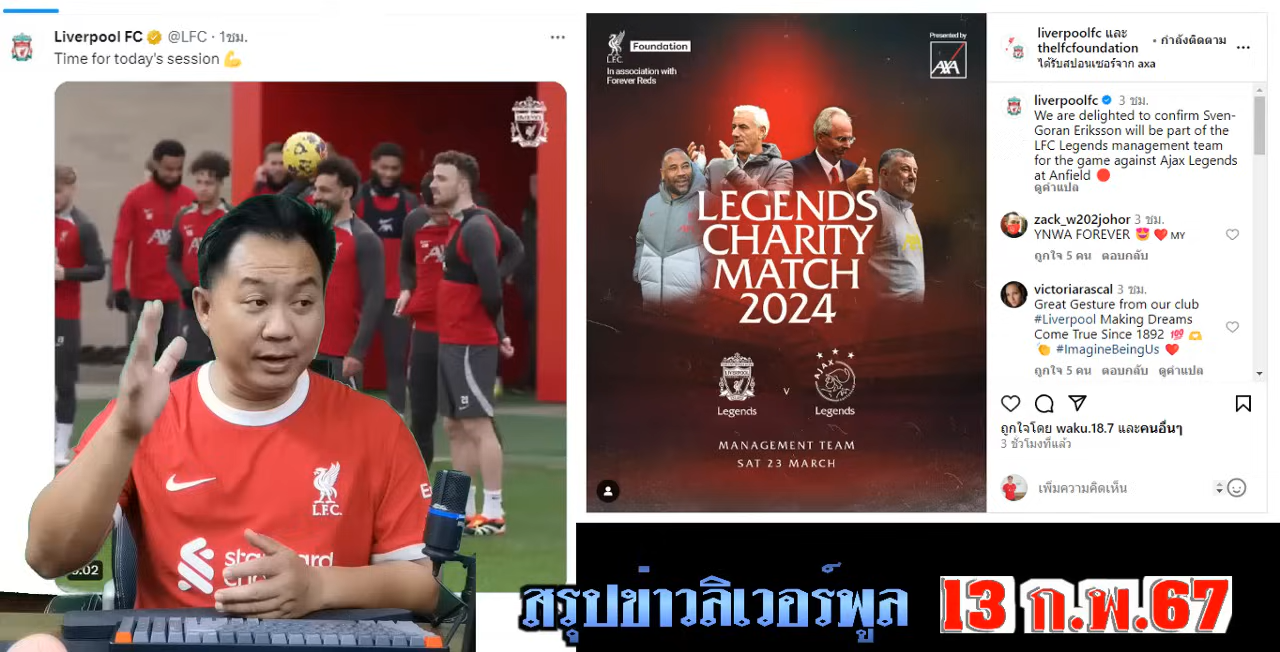 Liverpool FC @LFC · 1ชม.
Time for today's session
LIVERPOOL
AXA
L.F.C.
standard
:02
L.F.C. Foundation
In association with
Forever Reds
Presented by
AXA
LEGENDS
CHARITY
MATCH
2024
LIVERPOOL
AJAX
v
Legends
Legends
MANAGEMENT TEAM
SAT 23 MARCH
liverpoolfc และ
thelfcfoundation
• กำลังติดตาม
ได้รับสปอนเซอร์จาก axa
liverpoolfc 3 ชม.
We are delighted to confirm Sven-
Goran Eriksson will be part of the
LFC Legends management team
for the game against Ajax Legends
at Anfield 🔴
ดูคำแปล
zack_w202johor 3 ชม.
YNWA FOREVER 😍❤️ MY
ถูกใจ 5 คน ตอบกลับ
victoriarascal 3 ชม.
Great Gesture from our club
#Liverpool Making Dreams
Come True Since 1892 💯🫶
👏 #ImagineBeingUs ❤️
ถูกใจ 5 คน ตอบกลับ ดูคำแปล
ถูกใจโดย waku.18.7 และคนอื่นๆ
3 ชั่วโมงที่แล้ว
เพิ่มความคิดเห็น
สรุปข่าวลิเวอร์พูล 13 ก.พ.67